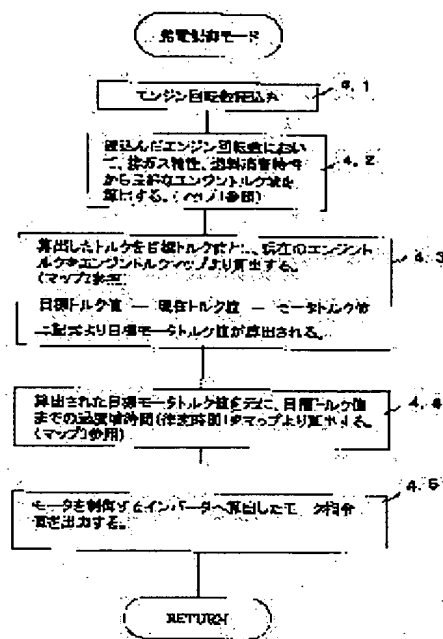 発電制御モード
エンジン回転数読込み
4.1
読込んだエンジン回転数におい
て、排ガス特性、燃料消費特性
から最適なエンジントルク値を
算出する。(マップ1参照)
4.2
算出したトルクを目標トルク値とし、現在のエンジント
ルクをエンジントルクマップより算出する。
(マップ2参照)
目標トルク値 — 現在トルク値 — モータトルク値
上記式より目標モータトルク値が算出される。
4.3
算出された目標モータトルク値を元に、目標トルク値
までの過渡時間(待ち時間)をマップより算出する。
(マップ3参照)
4.4
モータを制御するインバータへ算出したモータ指令
値を出力する。
4.5
RETURN